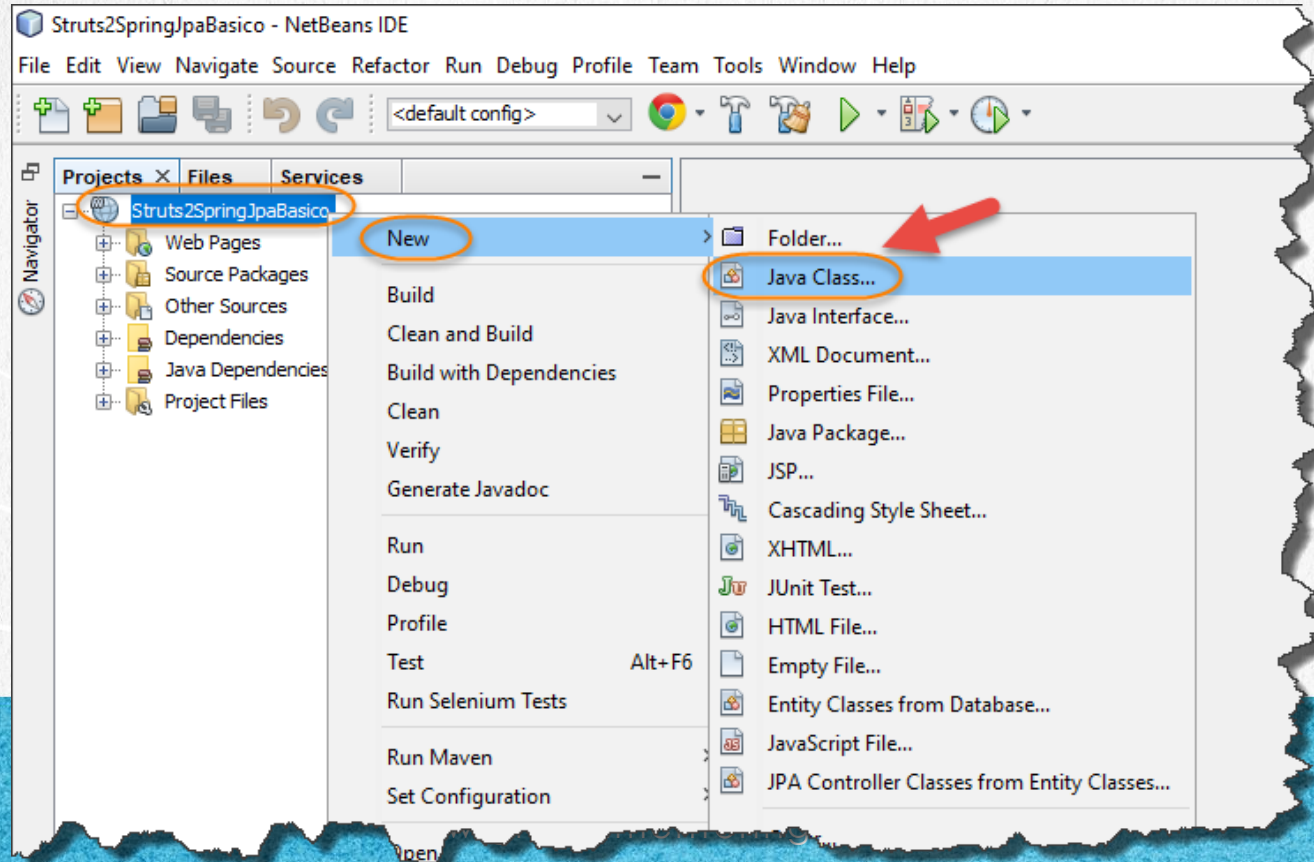 Struts2SpringJpaBasico - NetBeans IDE
File Edit View Navigate Source Refactor Run Debug Profile Team Tools Window Help
<default config>
Projects Files Services
Navigator
Struts2SpringJpaBasico
Web Pages
Source Packages
Other Sources
Dependencies
Java Dependencies
Project Files
New
Build
Clean and Build
Build with Dependencies
Clean
Verify
Generate Javadoc
Run
Debug
Profile
Test Alt+F6
Run Selenium Tests
Run Maven
Set Configuration
Open
Folder...
Java Class...
Java Interface...
XML Document...
Properties File...
Java Package...
JSP...
Cascading Style Sheet...
XHTML...
JUnit Test...
HTML File...
Empty File...
Entity Classes from Database...
JavaScript File...
JPA Controller Classes from Entity Classes...